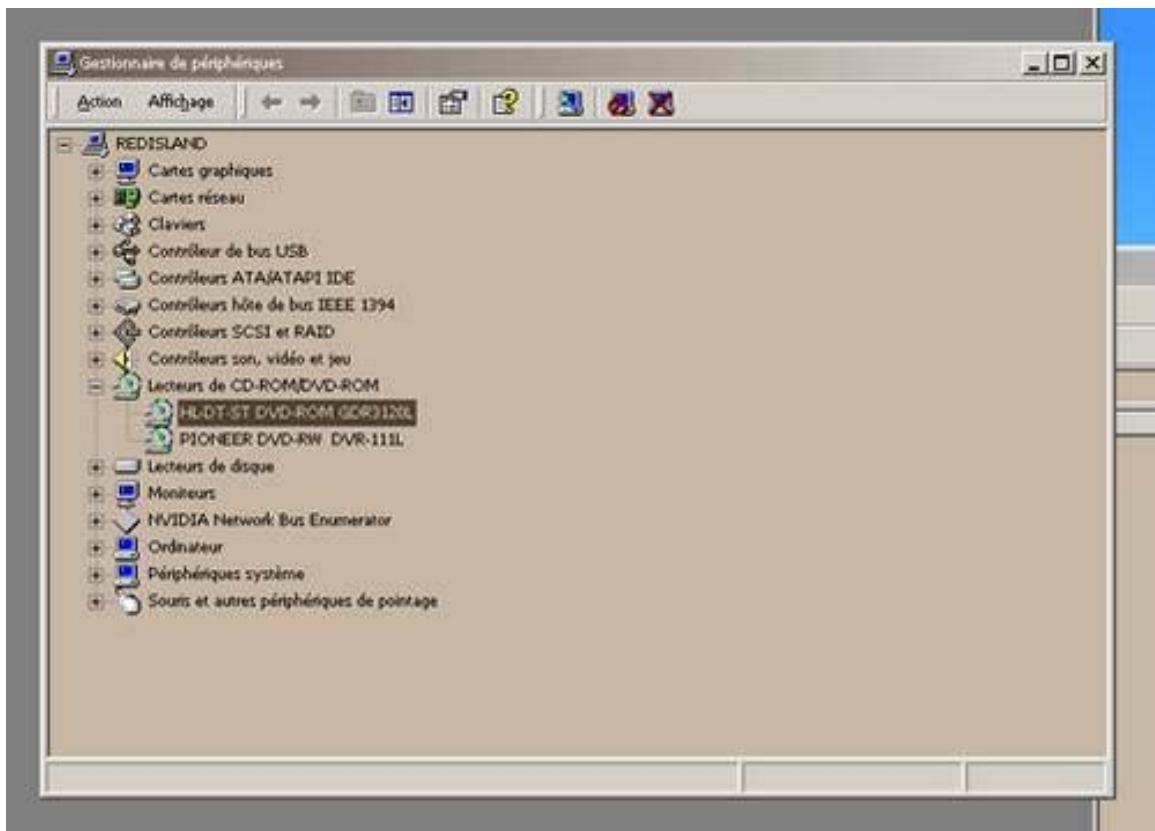 Gestionnaire de périphériques
Action Affichage
REDISLAND
Cartes graphiques
Cartes réseau
Claviers
Contrôleur de bus USB
Contrôleurs ATA/ATAPI IDE
Contrôleurs hôte de bus IEEE 1394
Contrôleurs SCSI et RAID
Contrôleurs son, vidéo et jeu
Lecteurs de CD-ROM/DVD-ROM
HL-DT-ST DVD-ROM GDR3120L
PIONEER DVD-RW DVR-111L
Lecteurs de disque
Moniteurs
NVIDIA Network Bus Enumerator
Ordinateur
Périphériques système
Souris et autres périphériques de pointage